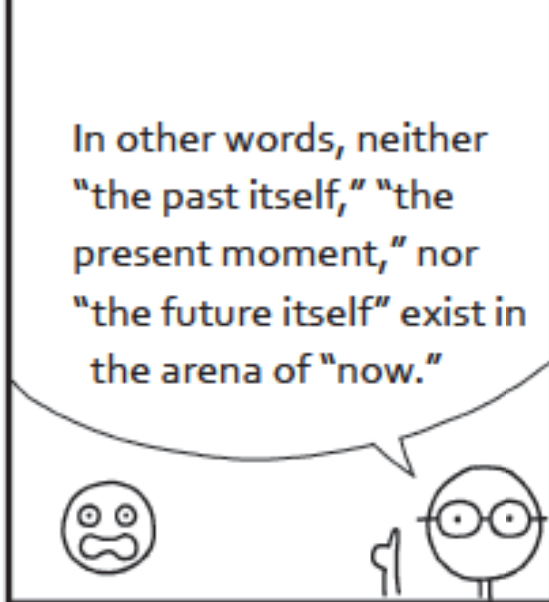 In other words, neither
“the past itself,” “the
present moment,” nor
“the future itself” exist in
the arena of “now.”